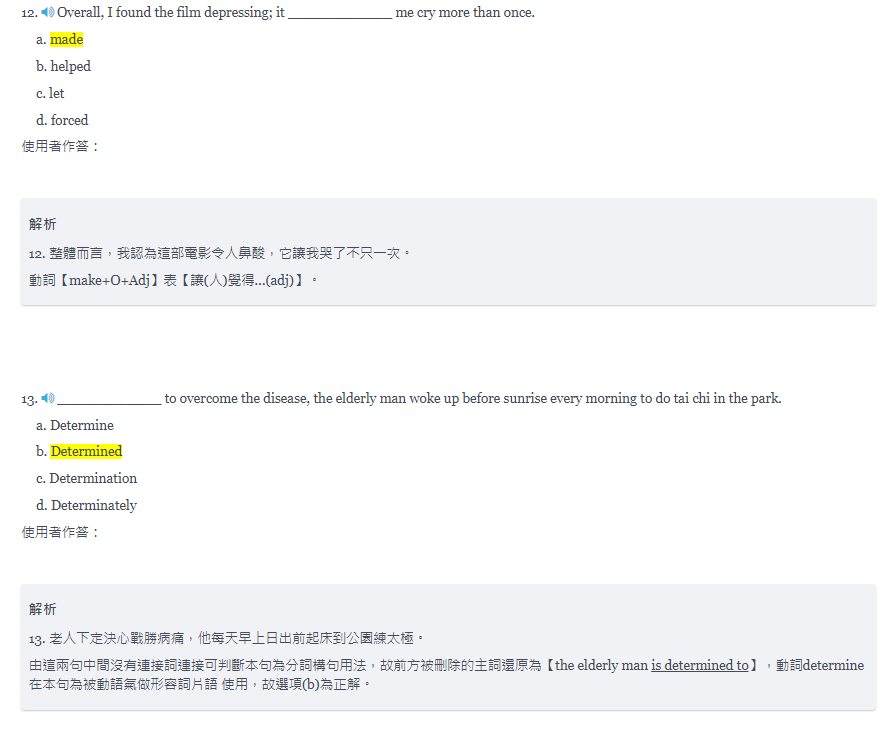 12. Overall, I found the film depressing; it ______________ me cry more than once.
a. made
b. helped
c. let
d. forced
使用者作答：
解析
12. 整體而言，我認為這部電影令人鼻酸，它讓我哭了不只一次。
動詞【make+O+Adj】表【讓(人)覺得...(adj)】。
13. ______________ to overcome the disease, the elderly man woke up before sunrise every morning to do tai chi in the park.
a. Determine
b. Determined
c. Determination
d. Determinately
使用者作答：
解析
13. 老人下定決心戰勝病痛，他每天早上日出前起床到公園練太極。
由這兩句中間沒有連接詞連接可判斷本句為分詞構句用法，故前方被刪除的主詞還原為【the elderly man is determined to】，動詞determine
在本句為被動語氣做形容詞片語 使用，故選項(b)為正解。